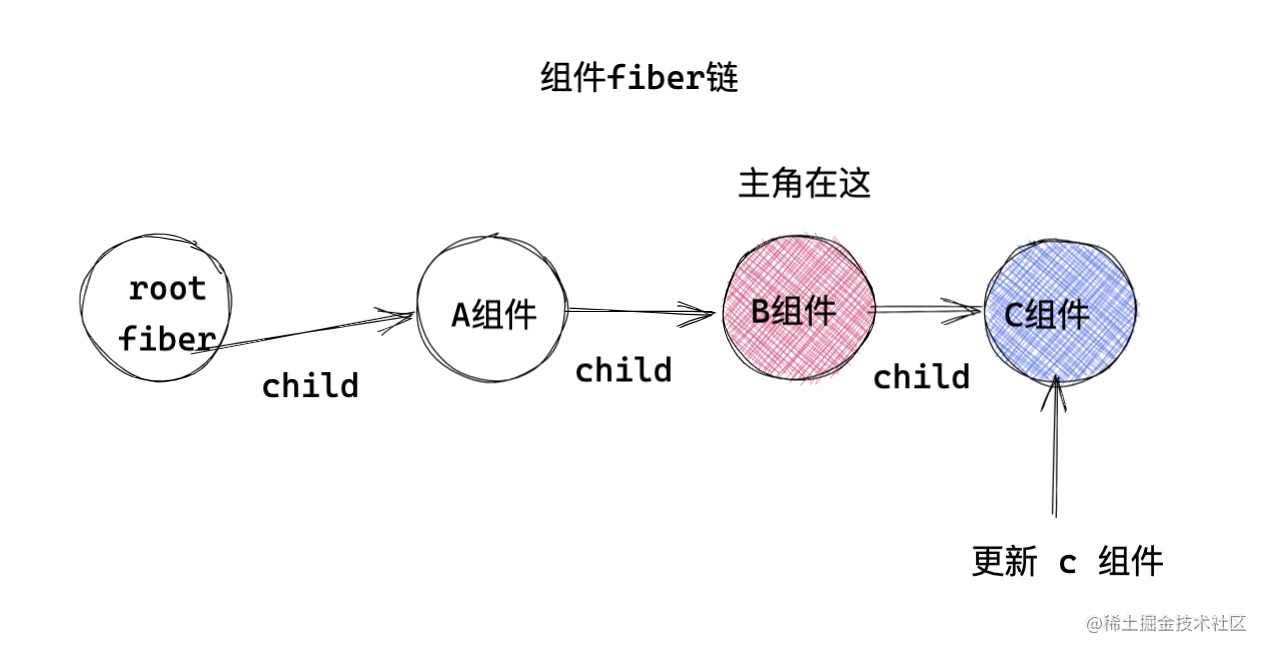 组件fiber链
主角在这
root
fiber
A组件
B组件
C组件
child
child
child
更新 c 组件
@稀土掘金技术社区